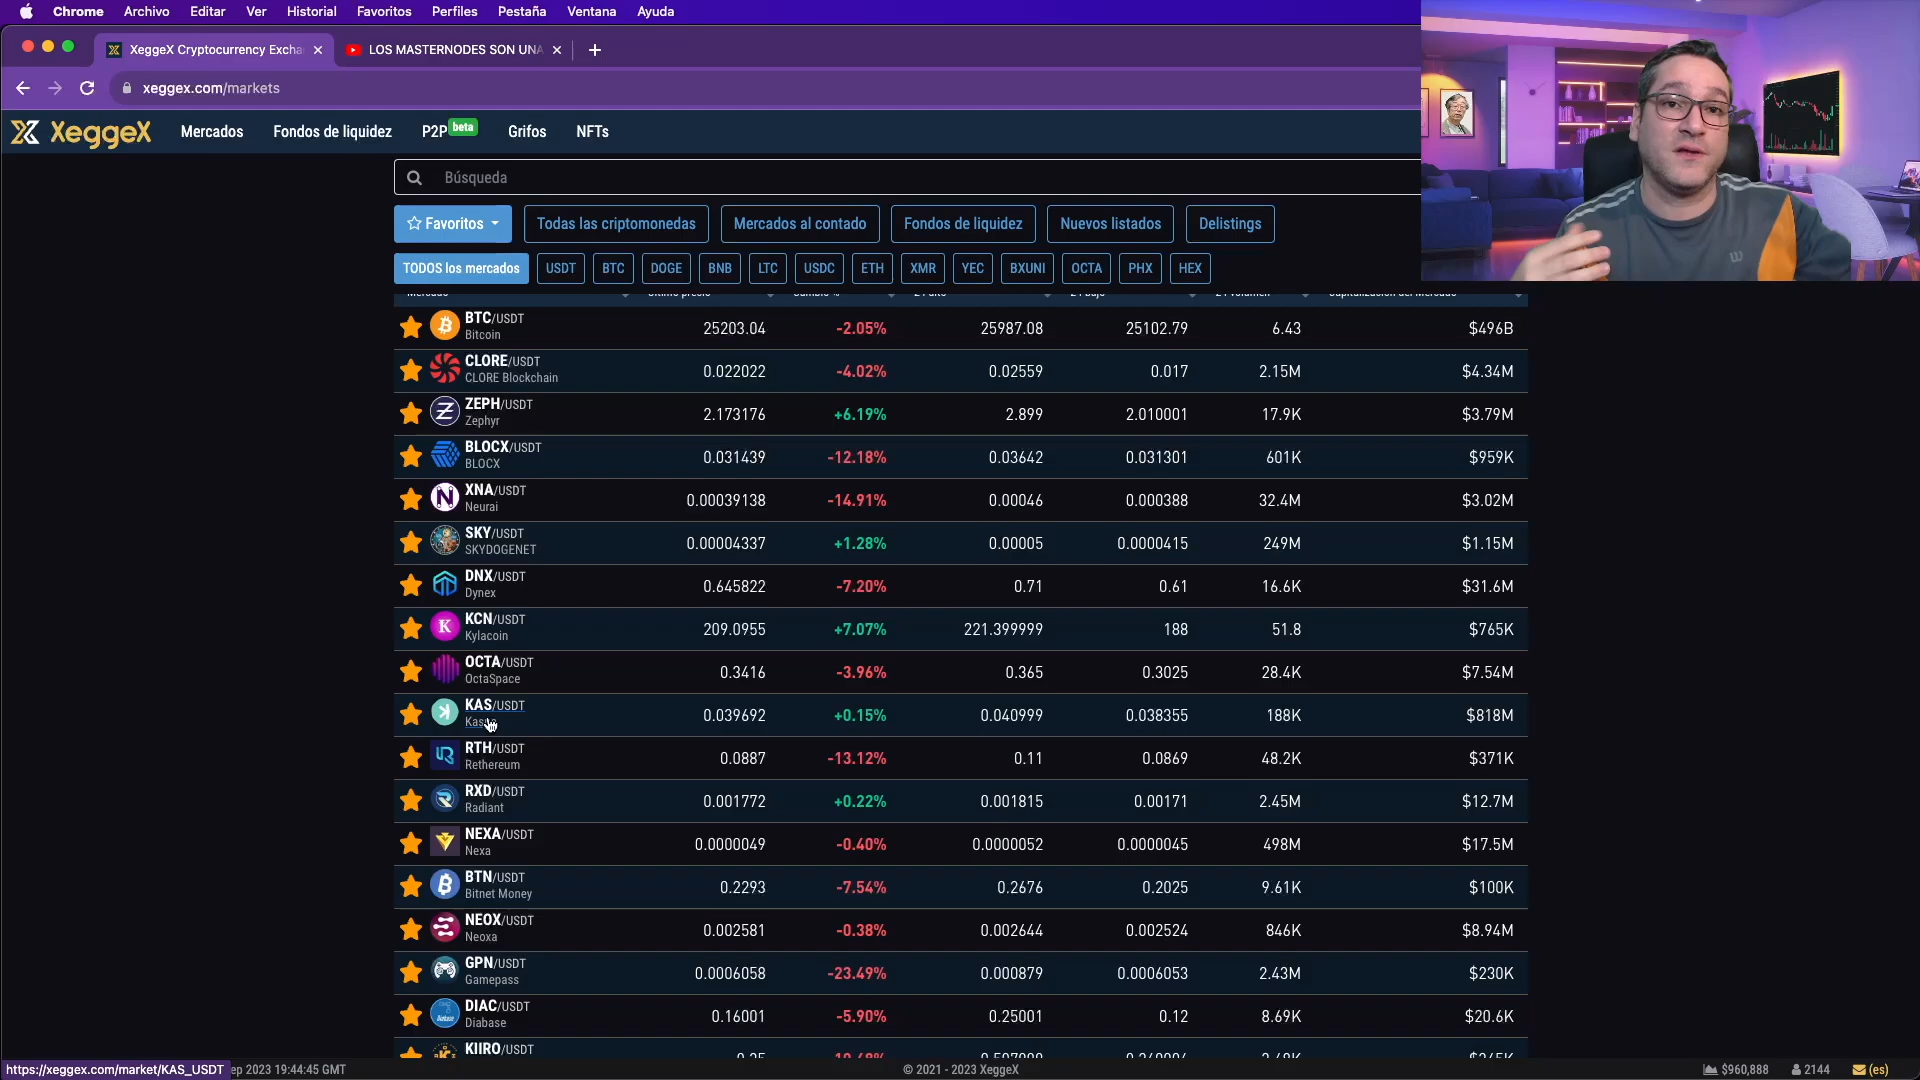 Chrome Archivo Editar Ver Historial Favoritos Perfiles Pestaña Ventana Ayuda
XeggeX Cryptocurrency Excha
LOS MASTERNODES SON UNA
xeggex.com/markets
XeggeX Mercados Fondos de liquidez P2P beta Grifos NFTs
Búsqueda
Favoritos Todas las criptomonedas Mercados al contado Fondos de liquidez Nuevos listados Delistings
TODOS los mercados USDT BTC DOGE BNB LTC USDC ETH XMR YEC BXUNI OCTA PHX HEX
BTC/USDT 25203.04 -2.05% 25987.08 25102.79 6.43 $496B
Bitcoin
CLORE/USDT 0.022022 -4.02% 0.02559 0.017 2.15M $4.34M
CLORE Blockchain
ZEPH/USDT 2.173176 +6.19% 2.899 2.010001 17.9K $3.79M
Zephyr
BLOCX/USDT 0.031439 -12.18% 0.03642 0.031301 601K $959K
BLOCX
XNA/USDT 0.00039138 -14.91% 0.00046 0.000388 32.4M $3.02M
Neurai
SKY/USDT 0.00004337 +1.28% 0.00005 0.0000415 249M $1.15M
SKYDOGENET
DNX/USDT 0.645822 -7.20% 0.71 0.61 16.6K $31.6M
Dynex
KCN/USDT 209.0955 +7.07% 221.399999 188 51.8 $765K
Kylacoin
OCTA/USDT 0.3416 -3.96% 0.365 0.3025 28.4K $7.54M
OctaSpace
KAS/USDT 0.039692 +0.15% 0.040999 0.038355 188K $818M
RTH/USDT 0.0887 -13.12% 0.11 0.0869 48.2K $371K
Rethereum
RXD/USDT 0.001772 +0.22% 0.001815 0.00171 2.45M $12.7M
Radiant
NEXA/USDT 0.0000049 -0.40% 0.0000052 0.0000045 498M $17.5M
Nexa
BTN/USDT 0.2293 -7.54% 0.2676 0.2025 9.61K $100K
Bitnet Money
NEOX/USDT 0.002581 -0.38% 0.002644 0.002524 846K $8.94M
Neoxa
GPN/USDT 0.0006058 -23.49% 0.000879 0.0006053 2.43M $230K
Gamepass
DIAC/USDT 0.16001 -5.90% 0.25001 0.12 8.69K $20.6K
Diabase
KIIRO/USDT
https://xeggex.com/market/KAS_USDT ep 2023 19:44:45 GMT © 2021 - 2023 XeggeX $960,888 2144 (es)